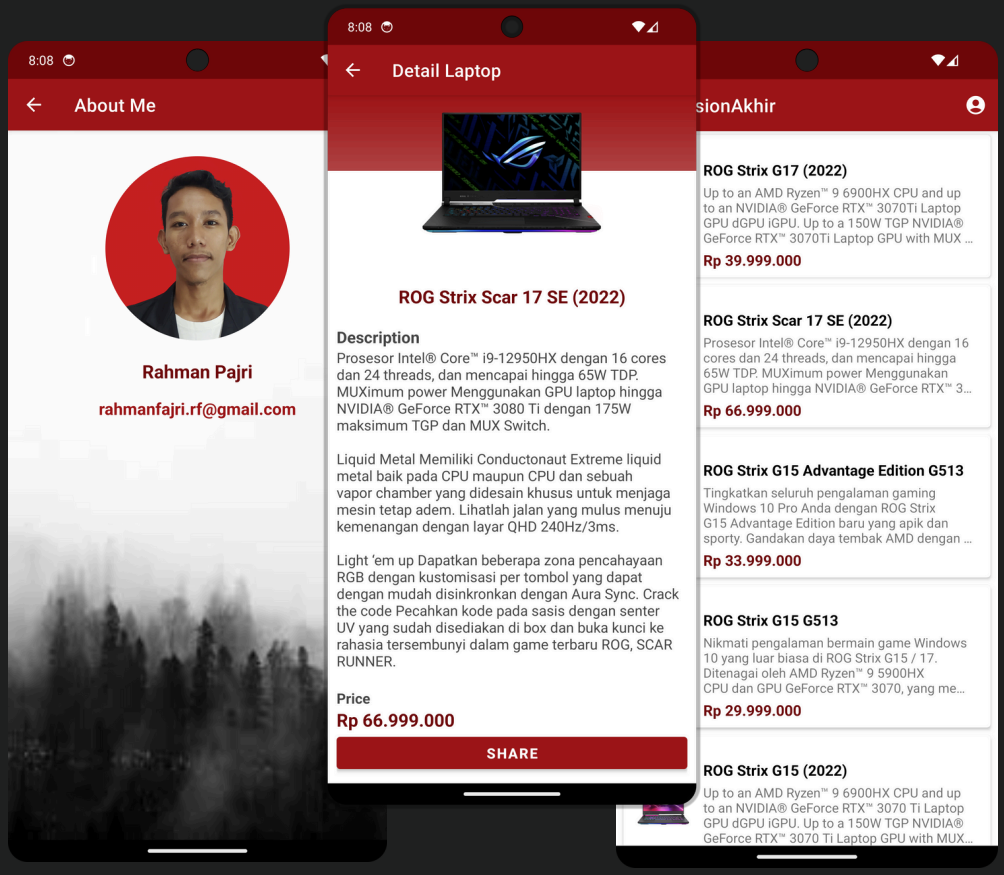 8:08
About Me
Rahman Pajri
rahmanfajri.rf@gmail.com
8:08
Detail Laptop
ROG Strix Scar 17 SE (2022)
Description
Prosesor Intel® Core™ i9-12950HX dengan 16 cores
dan 24 threads, dan mencapai hingga 65W TDP.
MUXimum power Menggunakan GPU laptop hingga
NVIDIA® GeForce RTX™ 3080 Ti dengan 175W
maksimum TGP dan MUX Switch.
Liquid Metal Memiliki Conductonaut Extreme liquid
metal baik pada CPU maupun CPU dan sebuah
vapor chamber yang didesain khusus untuk menjaga
mesin tetap adem. Lihatlah jalan yang mulus menuju
kemenangan dengan layar QHD 240Hz/3ms.
Light ‘em up Dapatkan beberapa zona pencahayaan
RGB dengan kustomisasi per tombol yang dapat
dengan mudah disinkronkan dengan Aura Sync. Crack
the code Pecahkan kode pada sasis dengan senter
UV yang sudah disediakan di box dan buka kunci ke
rahasia tersembunyi dalam game terbaru ROG, SCAR
RUNNER.
Price
Rp 66.999.000
SHARE
sionAkhir
ROG Strix G17 (2022)
Up to an AMD Ryzen™ 9 6900HX CPU and up
to an NVIDIA® GeForce RTX™ 3070Ti Laptop
GPU dGPU iGPU. Up to a 150W TGP NVIDIA®
GeForce RTX™ 3070Ti Laptop GPU with MUX ...
Rp 39.999.000
ROG Strix Scar 17 SE (2022)
Prosesor Intel® Core™ i9-12950HX dengan 16
cores dan 24 threads, dan mencapai hingga
65W TDP. MUXimum power Menggunakan
GPU laptop hingga NVIDIA® GeForce RTX™ 3...
Rp 66.999.000
ROG Strix G15 Advantage Edition G513
Tingkatkan seluruh pengalaman gaming
Windows 10 Pro Anda dengan ROG Strix
G15 Advantage Edition baru yang apik dan
sporty. Gandakan daya tembak AMD dengan ...
Rp 33.999.000
ROG Strix G15 G513
Nikmati pengalaman bermain game Windows
10 yang luar biasa di ROG Strix G15 / 17.
Ditenagai oleh AMD Ryzen™ 9 5900HX
CPU dan GPU GeForce RTX™ 3070, yang me...
Rp 29.999.000
ROG Strix G15 (2022)
Up to an AMD Ryzen™ 9 6900HX CPU and up
to an NVIDIA® GeForce RTX™ 3070 Ti Laptop
GPU dGPU iGPU. Up to a 150W TGP NVIDIA®
GeForce RTX™ 3070 Ti Laptop GPU with MUX...